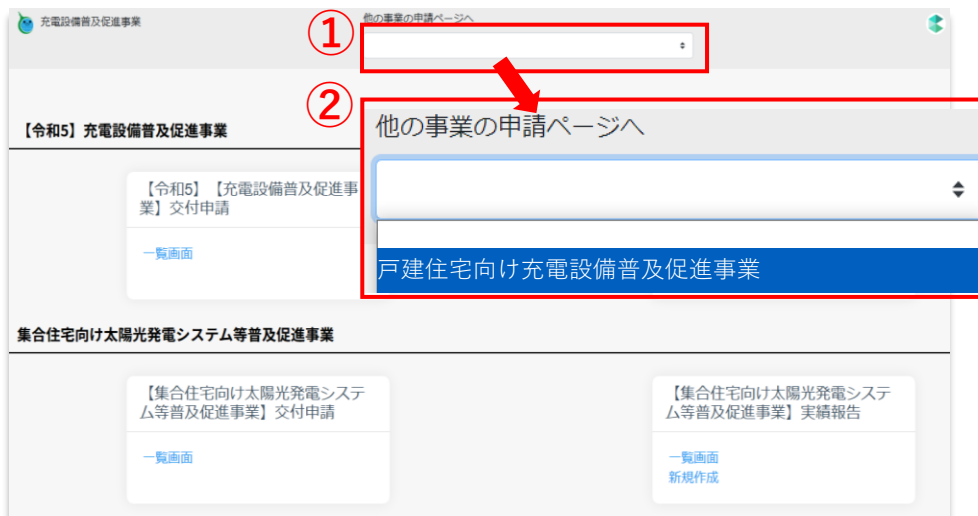 充電設備普及促進事業
他の事業の申請ページへ
①
②
他の事業の申請ページへ
戸建住宅向け充電設備普及促進事業
【令和5】充電設備普及促進事業
【令和5】【充電設備普及促進事
業】交付申請
一覧画面
集合住宅向け太陽光発電システム等普及促進事業
【集合住宅向け太陽光発電システ
ム等普及促進事業】交付申請
一覧画面
【集合住宅向け太陽光発電システ
ム等普及促進事業】実績報告
一覧画面
新規作成